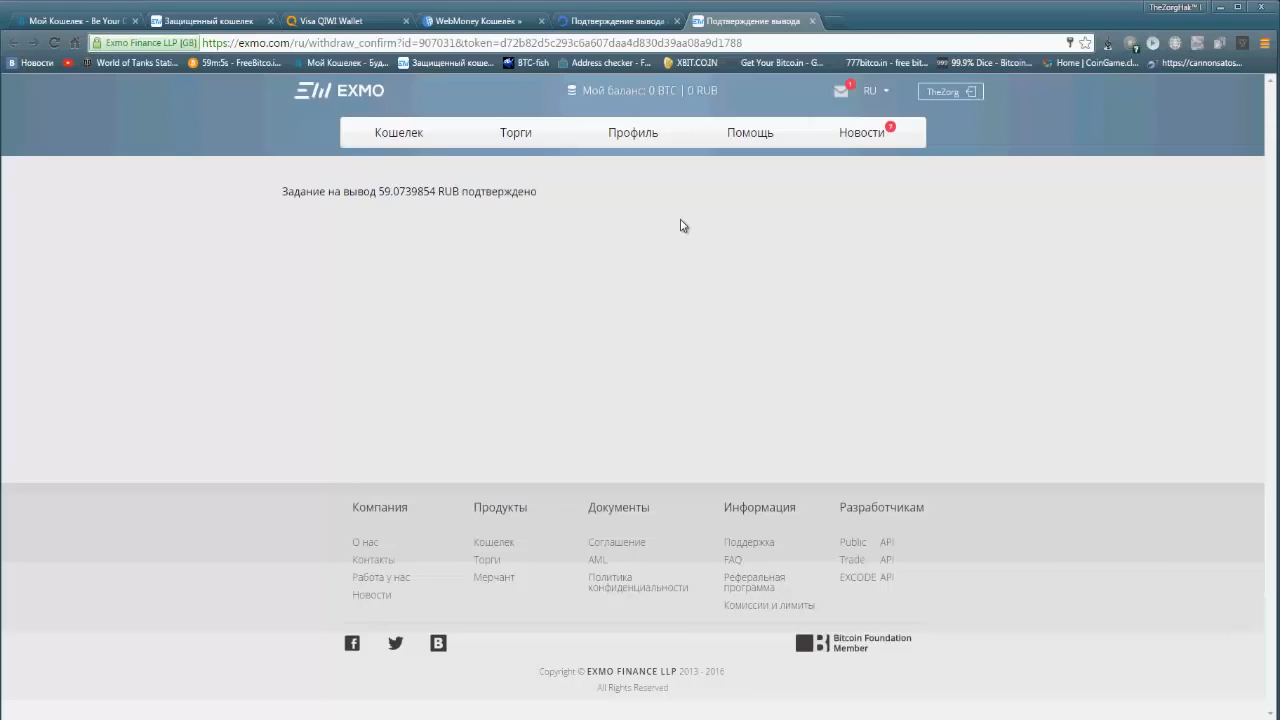 TheZorgHak™
Мой Кошелек - Be Your
Защищенный кошелек
Visa QIWI Wallet
WebMoney Кошелёк »
Подтверждение вывода
Подтверждение вывода
Exmo Finance LLP [GB] https://exmo.com/ru/withdraw_confirm?id=907031&token=d72b82d5c293c6a607daa4d830d39aa08a9d1788
Новости
World of Tanks Stati...
59m:5s - FreeBitco.i...
Мой Кошелек - Буд...
Защищенный коше...
BTC-fish
Address checker - F...
XBIT.CO.IN
Get Your Bitco.in - G...
777bitco.in - free bit...
99.9% Dice - Bitcoin...
Home | CoinGame.cl...
https://cannonsatos...
EXMO
Мой баланс: 0 BTC | 0 RUB
1
RU
TheZorg
Кошелек Торги Профиль Помощь Новости 7
Задание на вывод 59.0739854 RUB подтверждено
Компания
О нас
Контакты
Работа у нас
Новости
Продукты
Кошелек
Торги
Мерчант
Документы
Соглашение
AML
Политика
конфиденциальности
Информация
Поддержка
FAQ
Реферальная
программа
Комиссии и лимиты
Разработчикам
Public API
Trade API
EXCODE API
Bitcoin Foundation
Member
Copyright © EXMO FINANCE LLP 2013 - 2016
All Rights Reserved